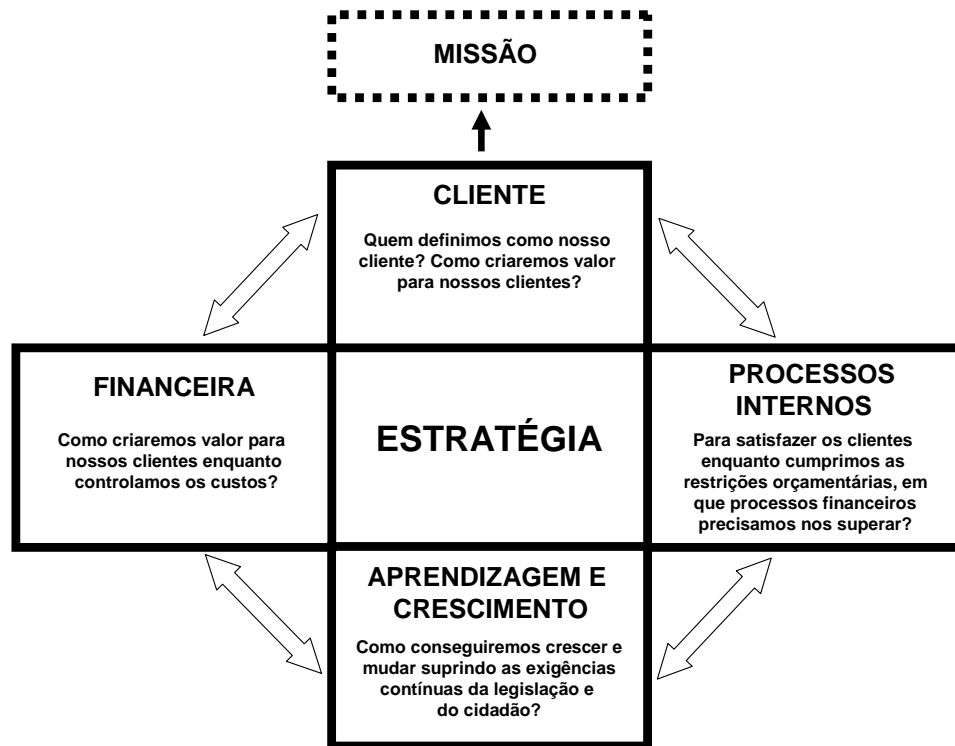 MISSÃO
CLIENTE
Quem definimos como nosso
cliente? Como criaremos valor
para nossos clientes?
FINANCEIRA
Como criaremos valor para
nossos clientes enquanto
controlamos os custos?
ESTRATÉGIA
PROCESSOS
INTERNOS
Para satisfazer os clientes
enquanto cumprimos as
restrições orçamentárias, em
que processos financeiros
precisamos nos superar?
APRENDIZAGEM E
CRESCIMENTO
Como conseguiremos crescer e
mudar suprindo as exigências
contínuas da legislação e
do cidadão?